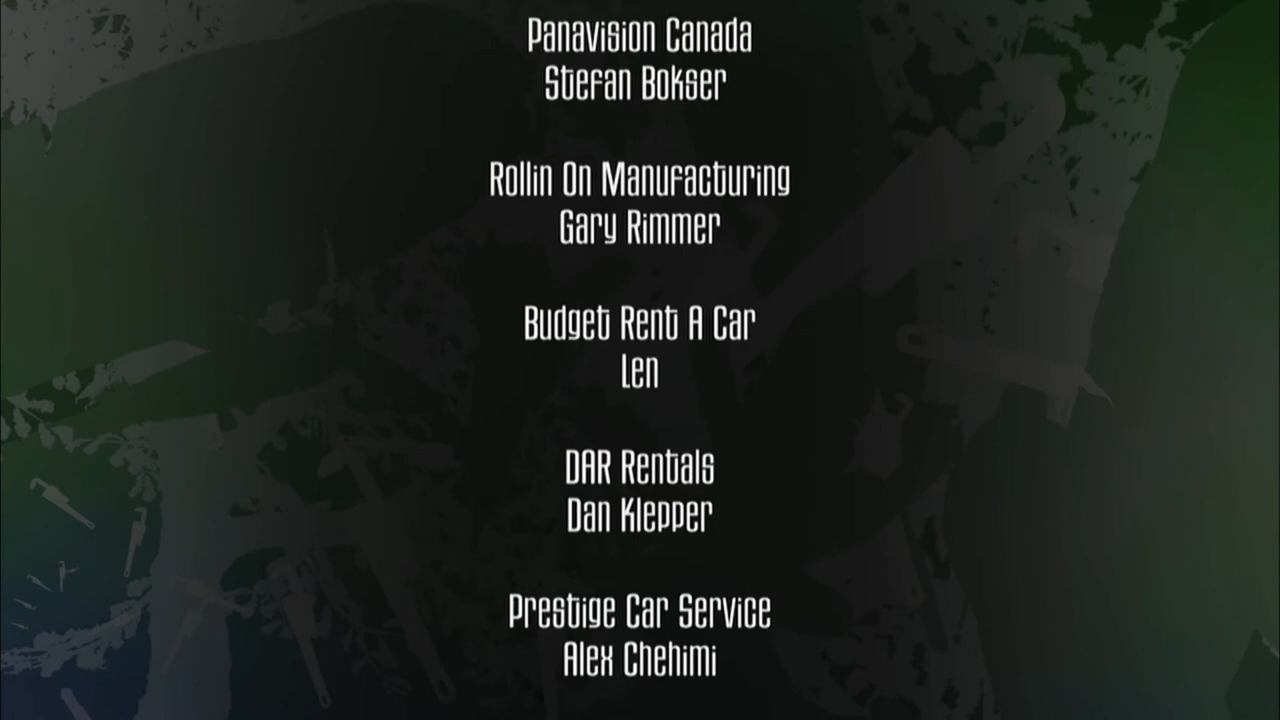 Panavision Canada
Stefan Bokser
Rollin On Manufacturing
Gary Rimmer
Budget Rent A Car
Len
DAR Rentals
Dan Klepper
Prestige Car Service
Alex Chehimi